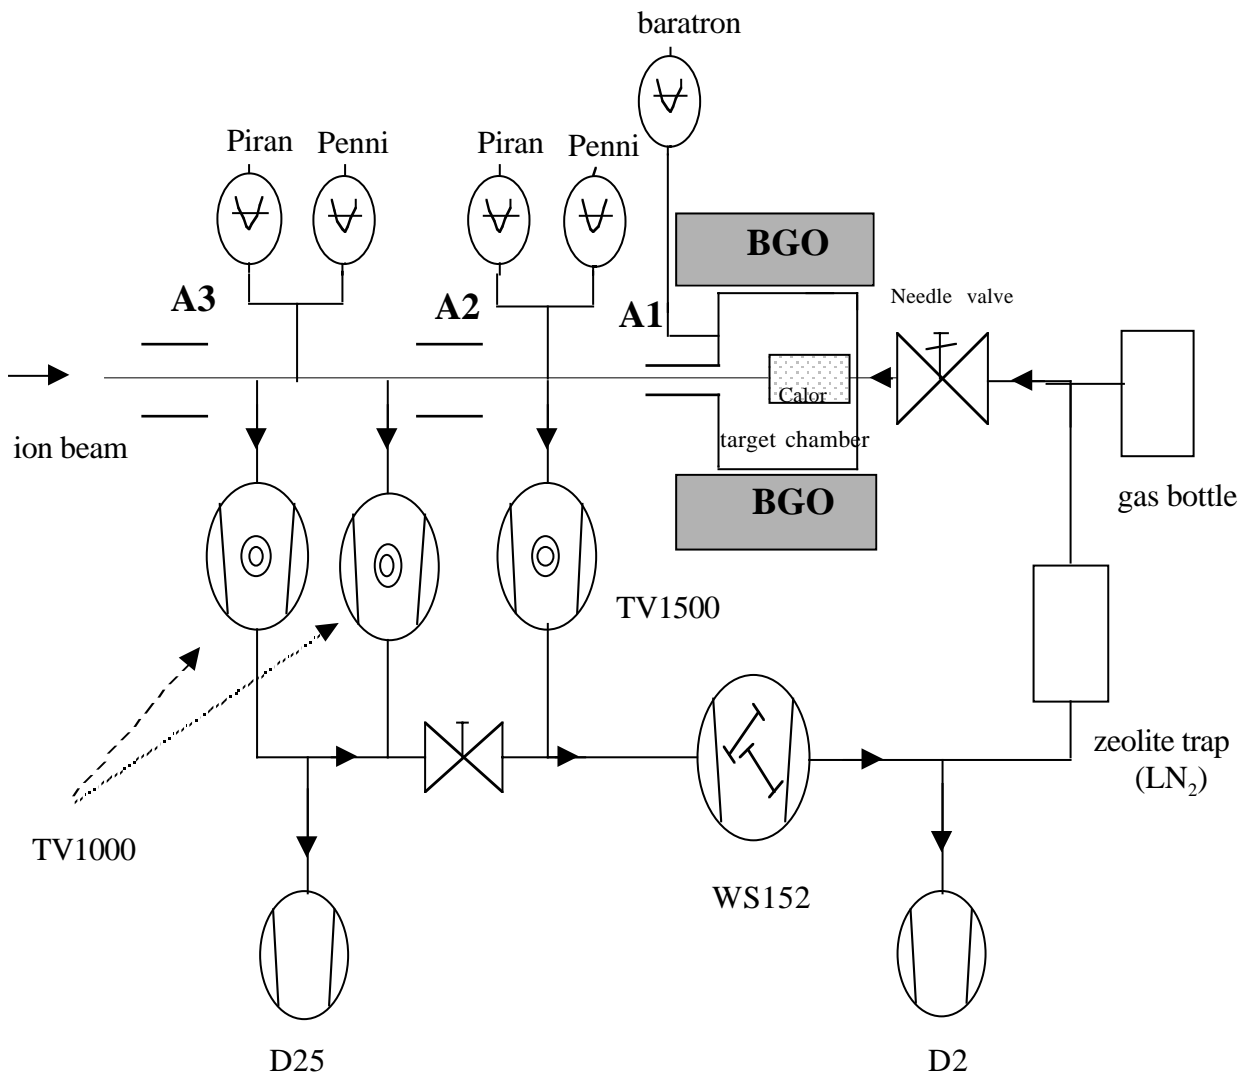 baratron
Piran
Penni
Piran
Penni
BGO
A3
A2
A1
Needle valve
ion beam
Calor
target chamber
gas bottle
BGO
TV1500
zeolite trap
(LN2)
TV1000
WS152
D25
D2